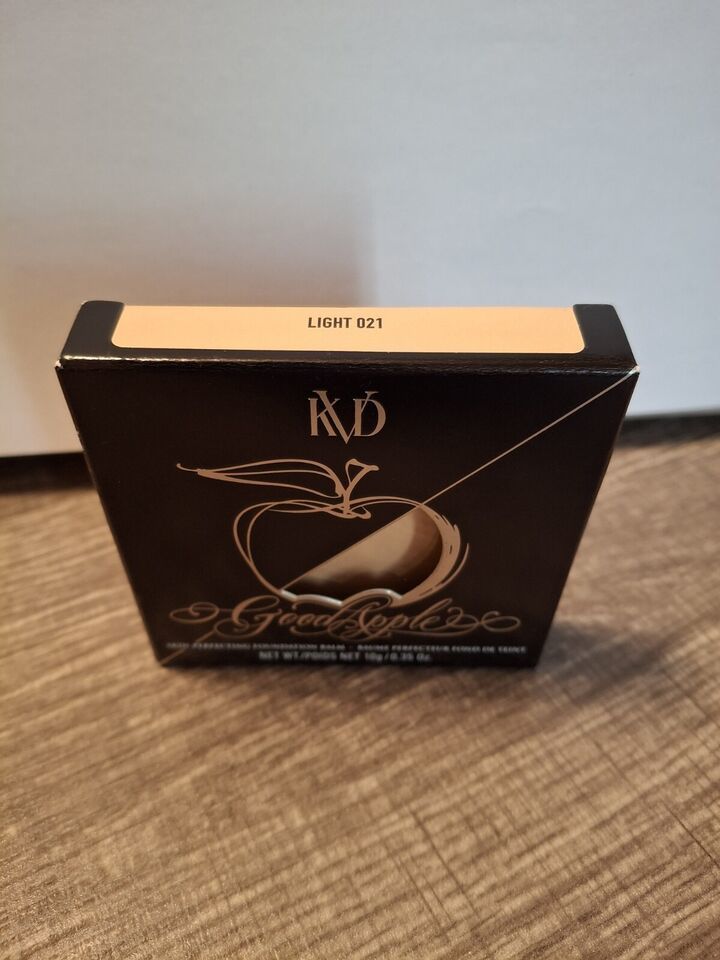 LIGHT 021
KVD
Good Apple
SKIN-PERFECTING FOUNDATION BALM - BAUME PERFECTEUR FOND DE TEINT
NET WT./POIDS NET 10g / 0.35 Oz.